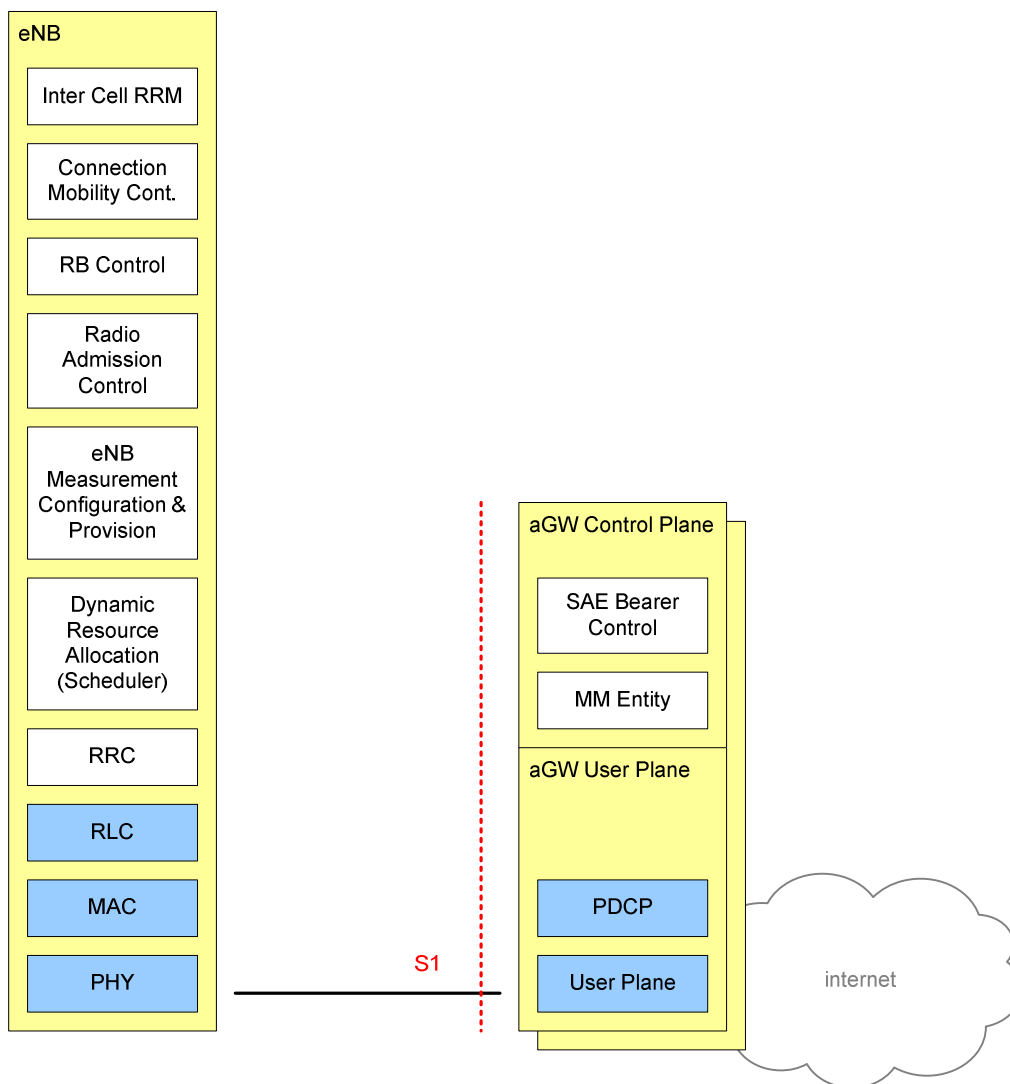 eNB
Inter Cell RRM
Connection
Mobility Cont.
RB Control
Radio
Admission
Control
eNB
Measurement
Configuration &
Provision
Dynamic
Resource
Allocation
(Scheduler)
RRC
RLC
MAC
PHY
S1
aGW Control Plane
SAE Bearer
Control
MM Entity
aGW User Plane
PDCP
User Plane
internet